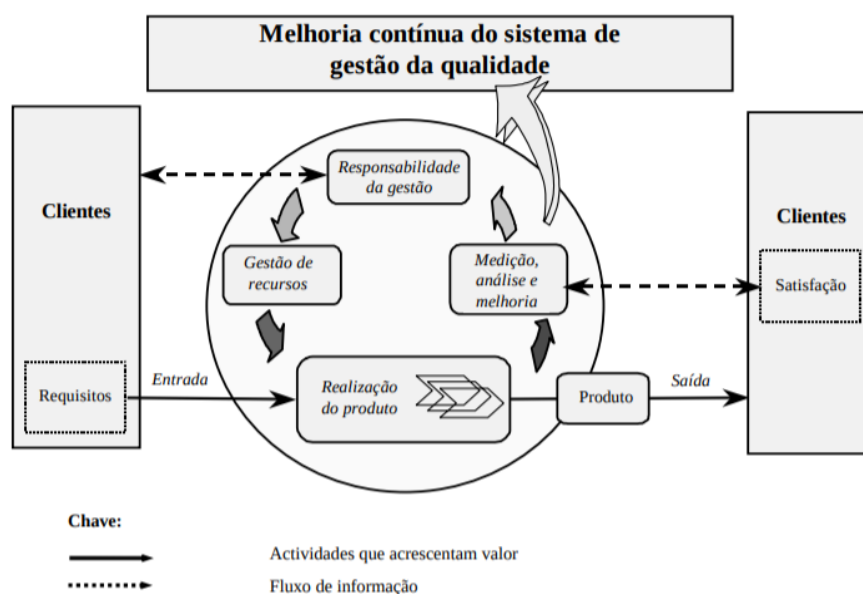 Melhoria contínua do sistema de
gestão da qualidade
Clientes
Requisitos
Entrada
Responsabilidade
da gestão
Gestão de
recursos
Medição,
análise e
melhoria
Realização
do produto
Produto
Saída
Clientes
Satisfação
Chave:
Actividades que acrescentam valor
Fluxo de informação